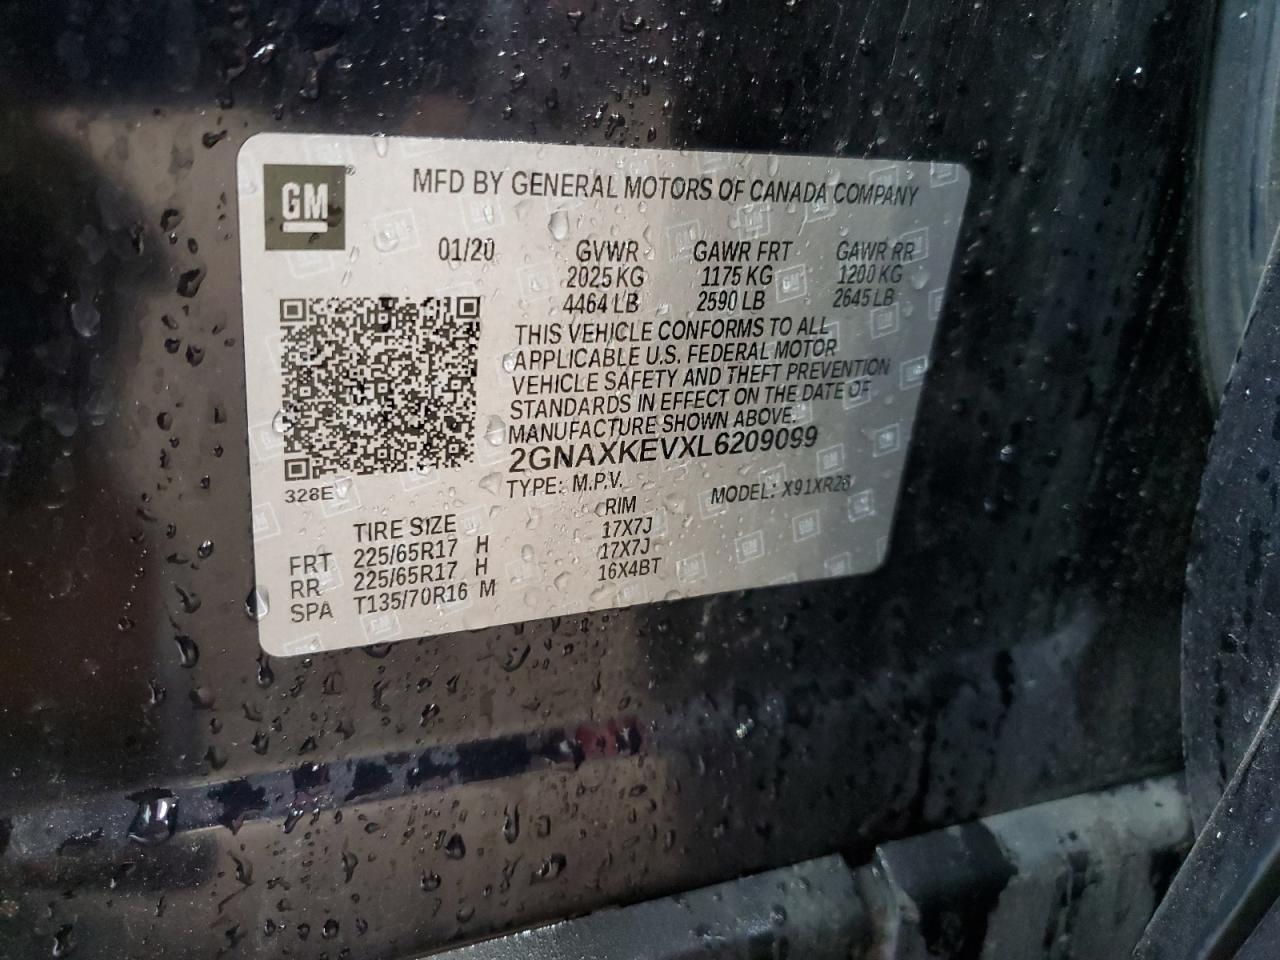 GM
MFD BY GENERAL MOTORS OF CANADA COMPANY
01/20 GVWR GAWR FRT GAWR RR
2025 KG 1175 KG 1200 KG
4464 LB 2590 LB 2645 LB
THIS VEHICLE CONFORMS TO ALL
APPLICABLE U.S. FEDERAL MOTOR
VEHICLE SAFETY AND THEFT PREVENTION
STANDARDS IN EFFECT ON THE DATE OF
MANUFACTURE SHOWN ABOVE.
2GNAXKEVXL6209099
328E
TYPE: M.P.V. MODEL: X91XR26
TIRE SIZE RIM
FRT 225/65R17 H 17X7J
RR 225/65R17 H 17X7J
SPA T135/70R16 M 16X4BT